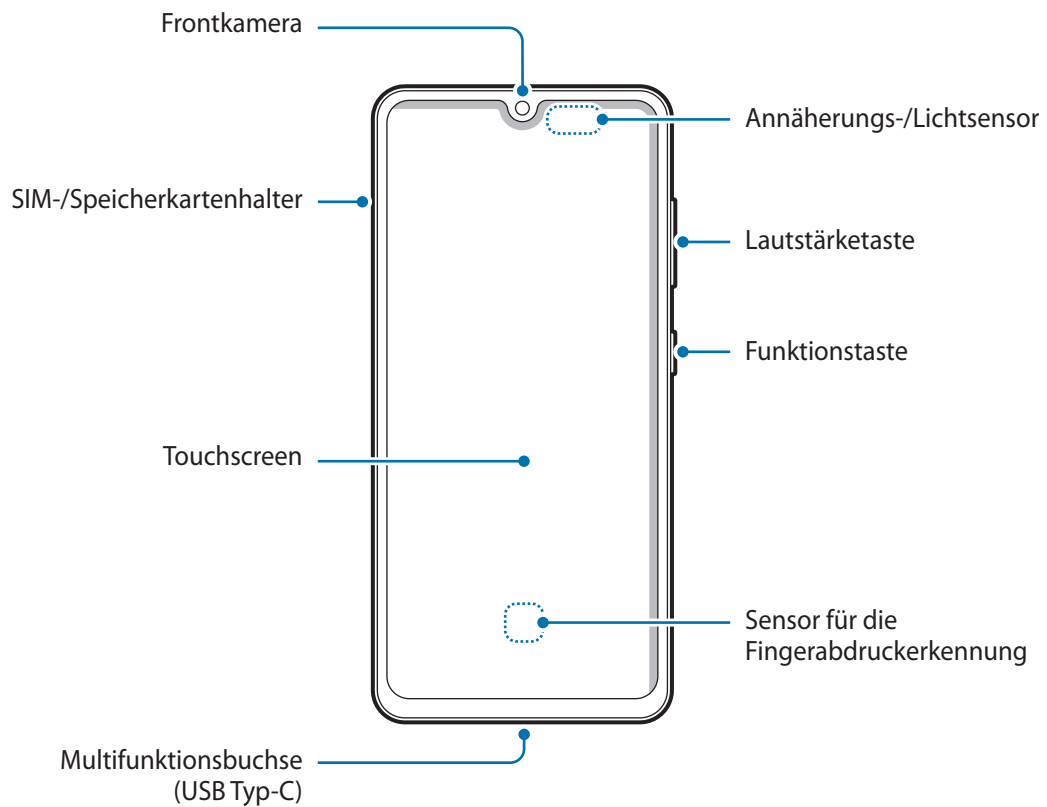 Frontkamera
Annäherungs-/Lichtsensor
SIM-/Speicherkartenhalter
Lautstärketaste
Funktionstaste
Touchscreen
Sensor für die
Fingerabdruckerkennung
Multifunktionsbuchse
(USB Typ-C)